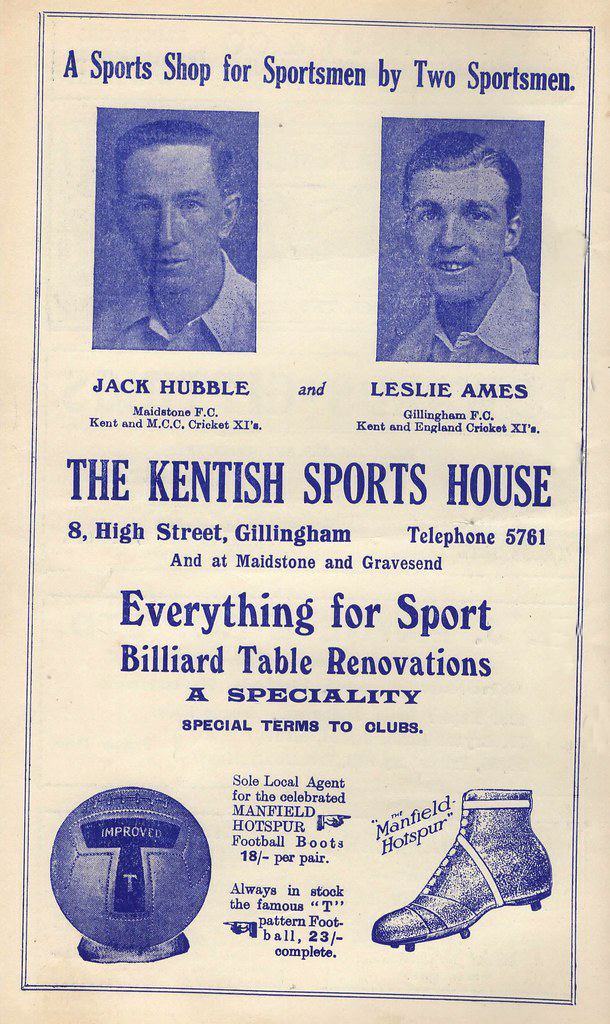 A Sports Shop for Sportsmen by Two Sportsmen.
JACK HUBBLE and LESLIE AMES
Maidstone F.C.
Kent and M.C.C. Cricket XI's.
Gillingham F.C.
Kent and England Cricket XI's.
THE KENTISH SPORTS HOUSE
8, High Street, Gillingham Telephone 5761
And at Maidstone and Gravesend
Everything for Sport
Billiard Table Renovations
A SPECIALITY
SPECIAL TERMS TO CLUBS.
IMPROVED
T
Sole Local Agent
for the celebrated
MANFIELD
HOTSPUR
Football Boots
18/- per pair.
Always in stock
the famous "T"
pattern Foot-
ball, 23/-
complete.
"THE
Manfield-
Hotspur"